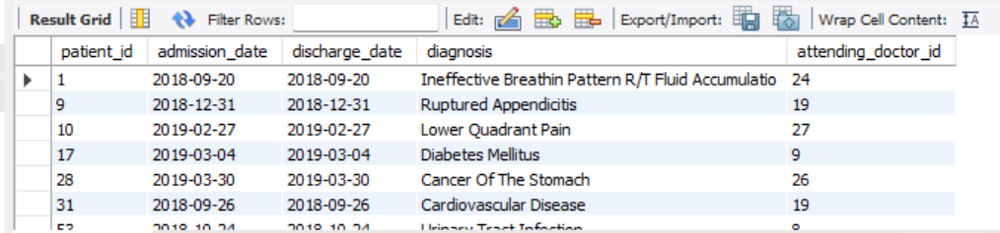 Result Grid Filter Rows: Edit: Export/Import: Wrap Cell Content: IA
patient_id admission_date discharge_date diagnosis attending_doctor_id
1 2018-09-20 2018-09-20 Ineffective Breathin Pattern R/T Fluid Accumulatio 24
9 2018-12-31 2018-12-31 Ruptured Appendicitis 19
10 2019-02-27 2019-02-27 Lower Quadrant Pain 27
17 2019-03-04 2019-03-04 Diabetes Mellitus 9
28 2019-03-30 2019-03-30 Cancer Of The Stomach 26
31 2018-09-26 2018-09-26 Cardiovascular Disease 19
53 2018-10-24 2018-10-24 Urinary Tract Infection